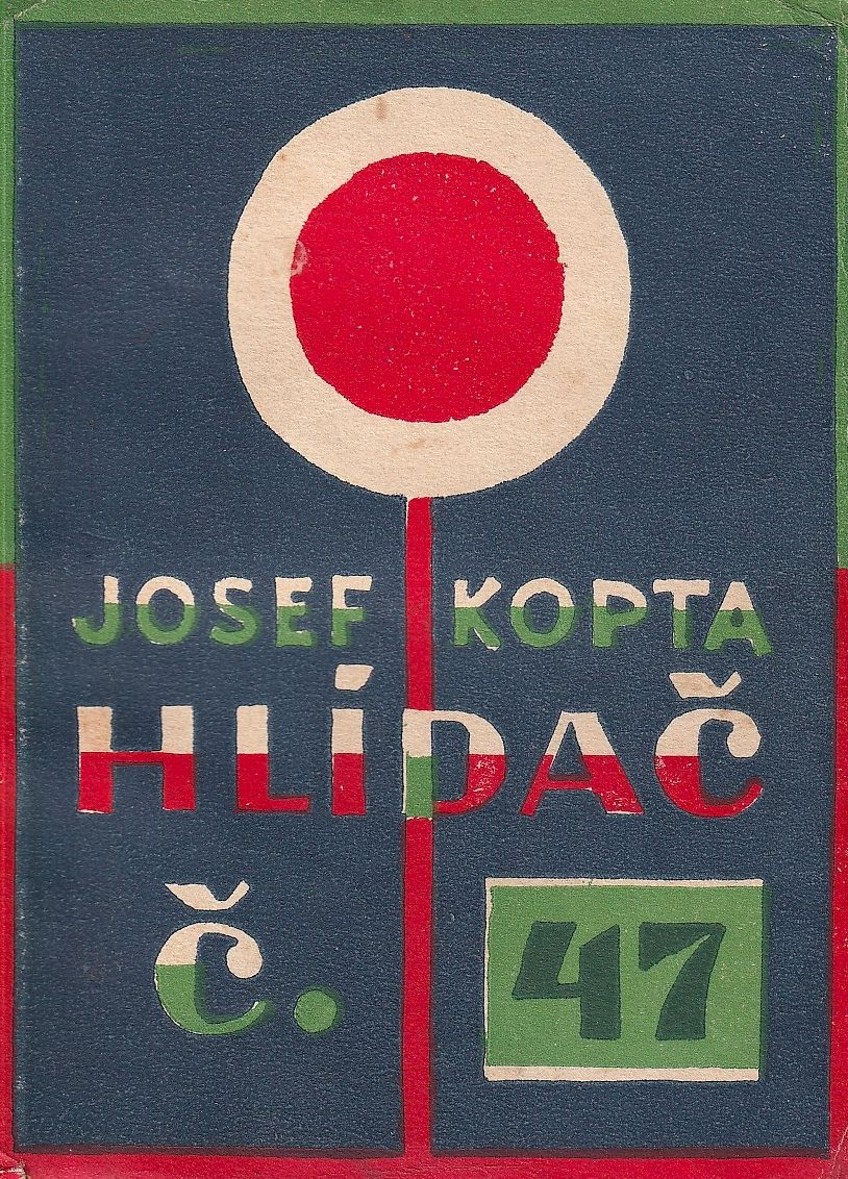 JOSEF KOPTA
HLÍDAČ
Č. 47